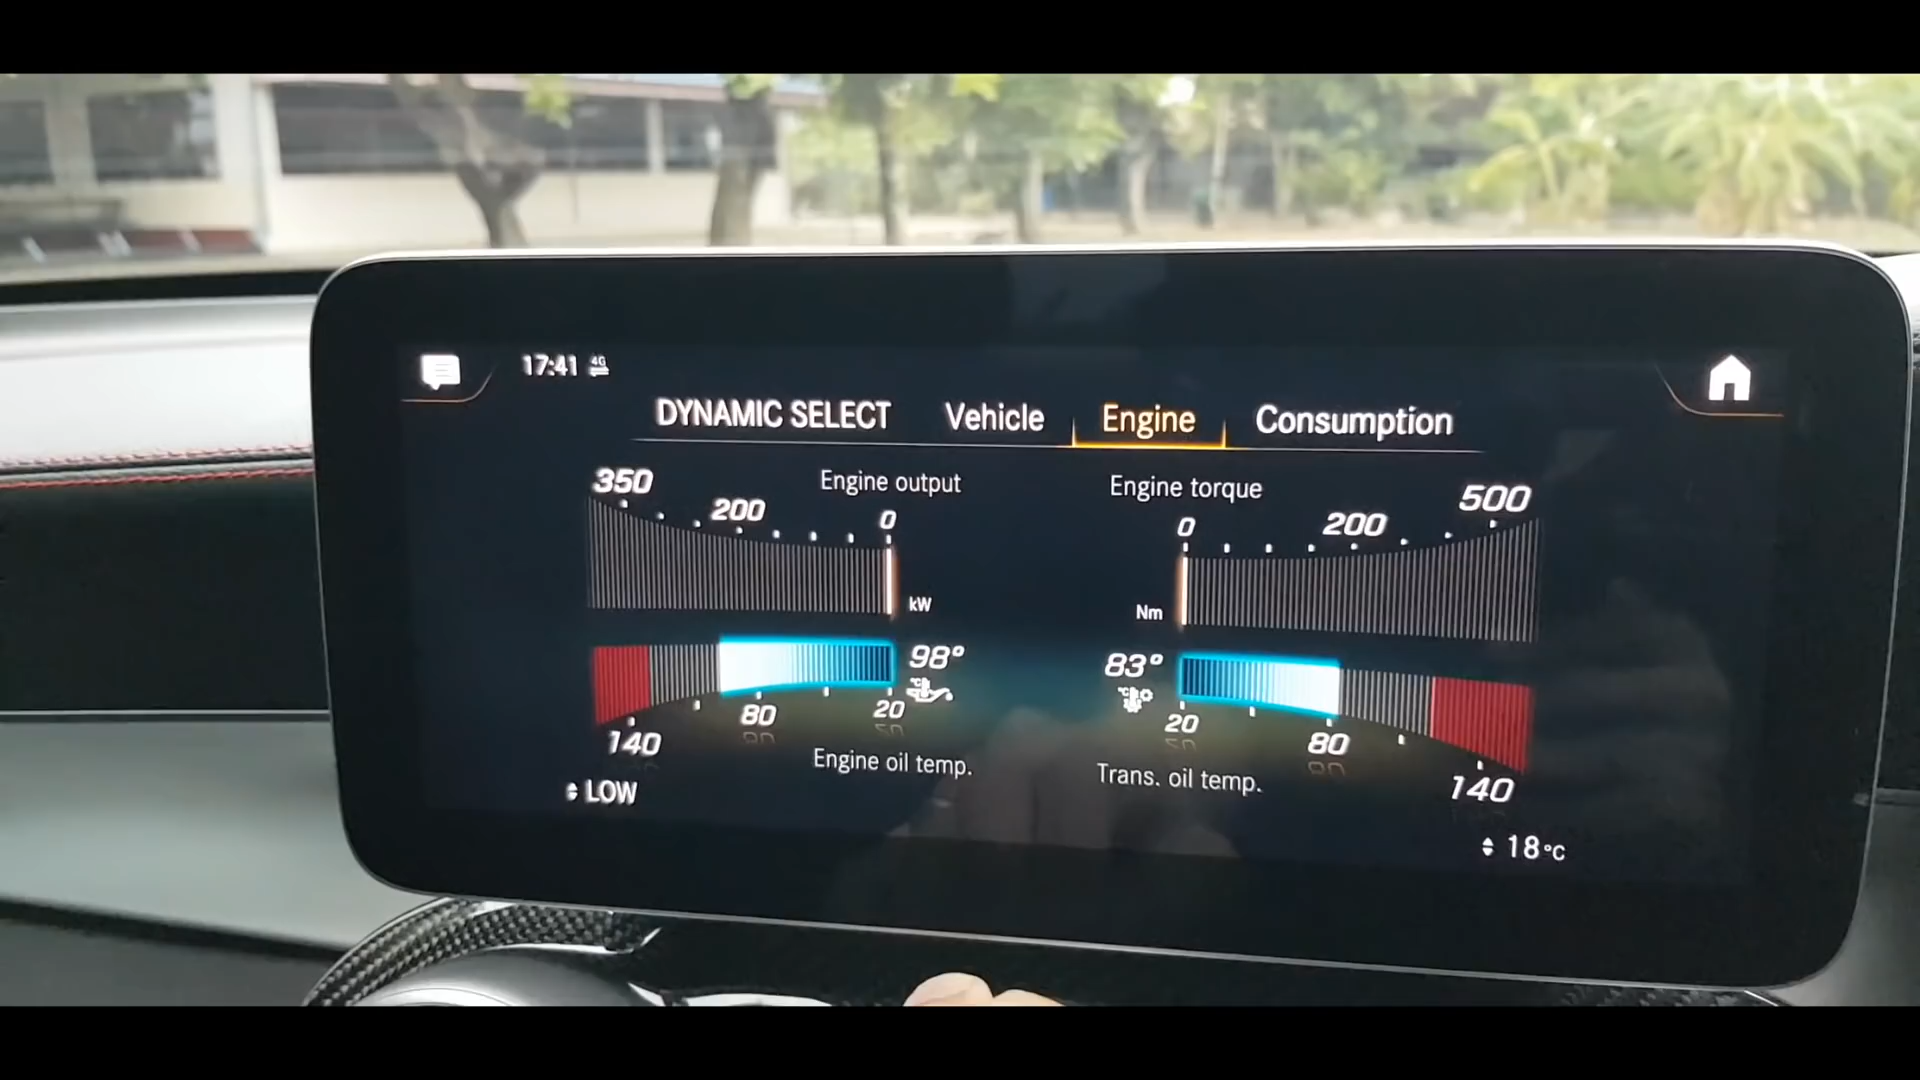 17:41 4G
DYNAMIC SELECT Vehicle Engine Consumption
350 200 0 Engine output
kW
Engine torque 0 200 500
Nm
98°
140 80 20
Engine oil temp.
83°
20 80 140
Trans. oil temp.
LOW
18°C